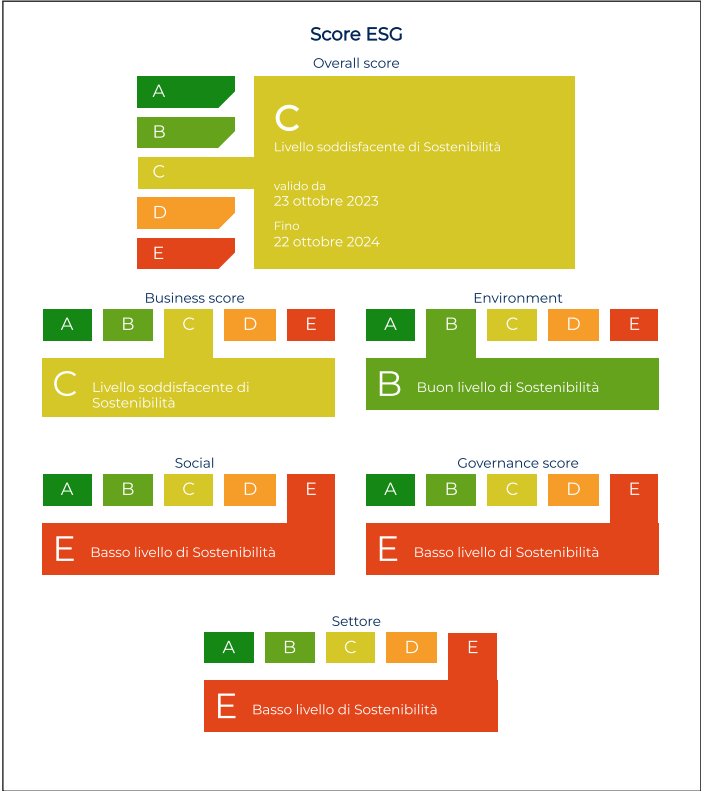 Score ESG
Overall score
A
B
C
D
E
C
Livello soddisfacente di Sostenibilità
valido da
23 ottobre 2023
Fino
22 ottobre 2024
Business score
A B C D E
C Livello soddisfacente di
Sostenibilità
Environment
A B C D E
B Buon livello di Sostenibilità
Social
A B C D E
E Basso livello di Sostenibilità
Governance score
A B C D E
E Basso livello di Sostenibilità
Settore
A B C D E
E Basso livello di Sostenibilità